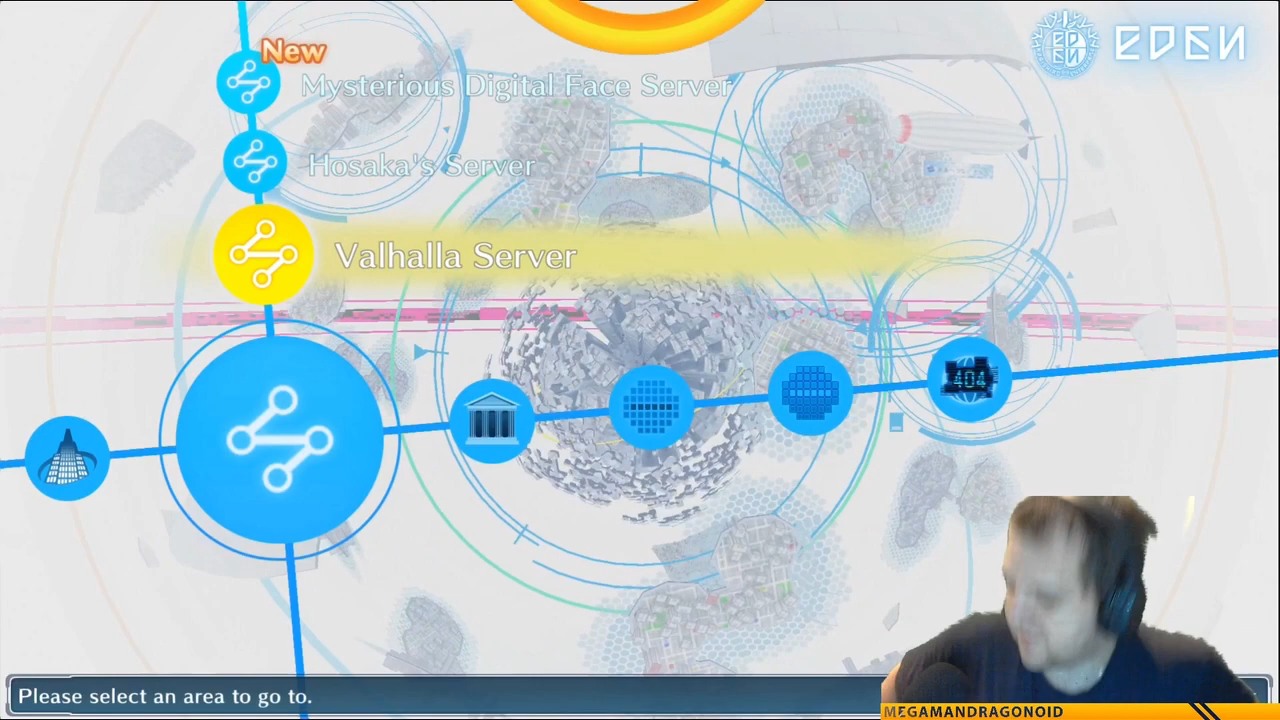 New
Mysterious Digital Face Server
EDEN
Hosaka's Server
Valhalla Server
404
Please select an area to go to.
MEGAMANDRAGONOID